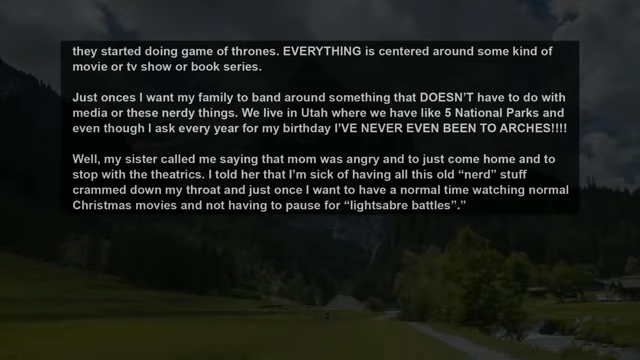 they started doing game of thrones. EVERYTHING is centered around some kind of
movie or tv show or book series.
Just onces I want my family to band around something that DOESN'T have to do with
media or these nerdy things. We live in Utah where we have like 5 National Parks and
even though I ask every year for my birthday I'VE NEVER EVEN BEEN TO ARCHES!!!!
Well, my sister called me saying that mom was angry and to just come home and to
stop with the theatrics. I told her that I'm sick of having all this old “nerd” stuff
crammed down my throat and just once I want to have a normal time watching normal
Christmas movies and not having to pause for “lightsabre battles”.”